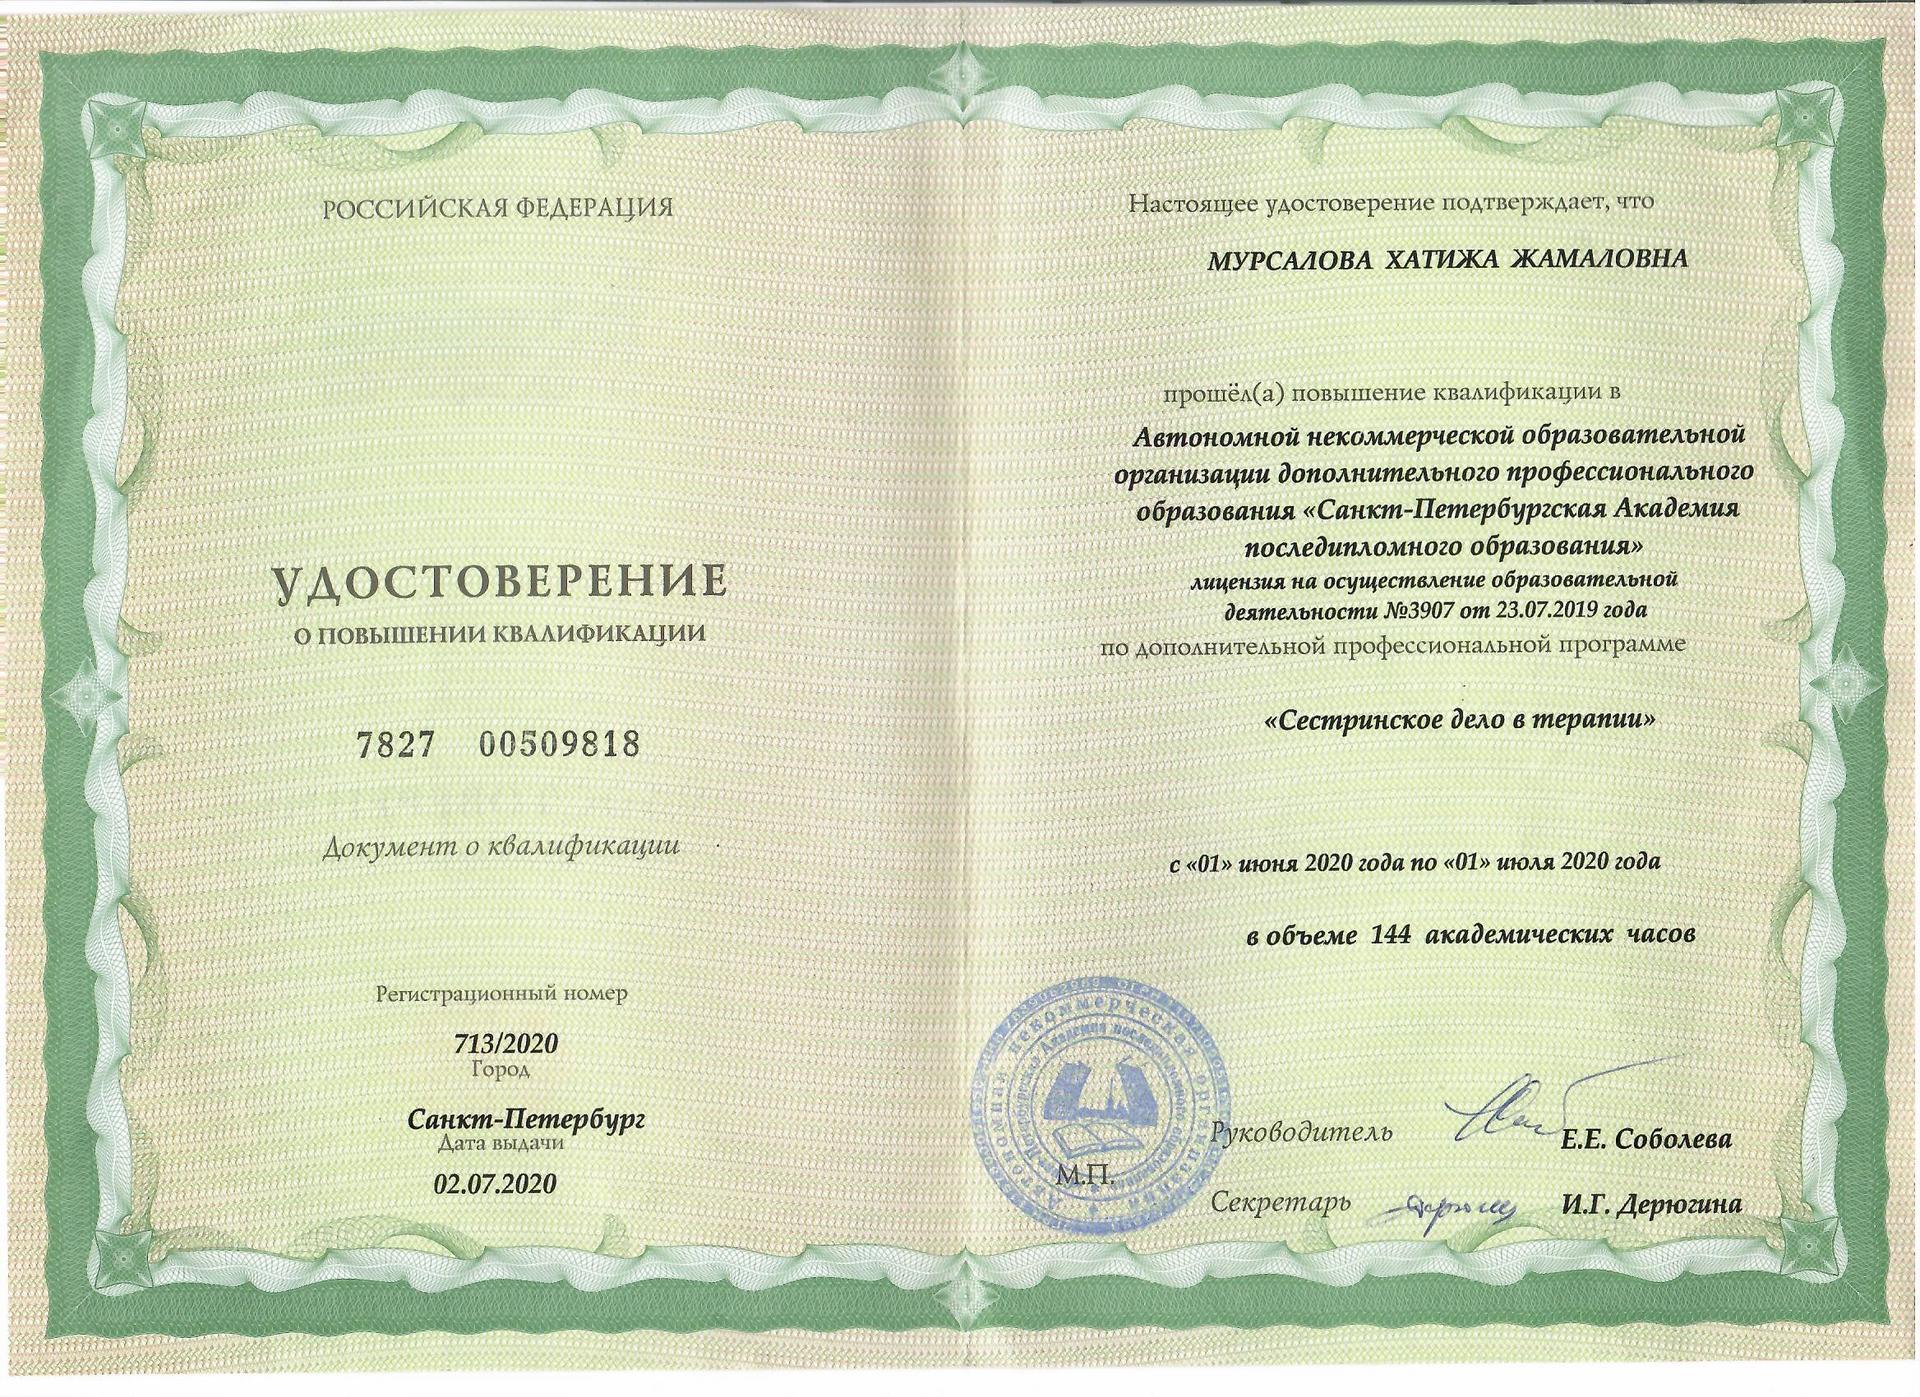 РОССИЙСКАЯ ФЕДЕРАЦИЯ
УДОСТОВЕРЕНИЕ
О ПОВЫШЕНИИ КВАЛИФИКАЦИИ
7827 00509818
Документ о квалификации
Регистрационный номер
713/2020
Город
Санкт-Петербург
Дата выдачи
02.07.2020
Настоящее удостоверение подтверждает, что
МУРСАЛОВА ХАТИЖА ЖАМАЛОВНА
прошёл(а) повышение квалификации в
Автономной некоммерческой образовательной
организации дополнительного профессионального
образования «Санкт-Петербургская Академия
последипломного образования»
лицензия на осуществление образовательной
деятельности №3907 от 23.07.2019 года
по дополнительной профессиональной программе
«Сестринское дело в терапии»
с «01» июня 2020 года по «01» июля 2020 года
в объеме 144 академических часов
Руководитель
Е.Е. Соболева
М.П.
Секретарь
И.Г. Дерюгина